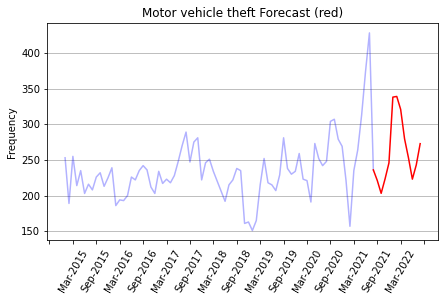 Motor vehicle theft Forecast (red)
Frequency
400
350
300
250
200
150
Mar-2015
Sep-2015
Mar-2016
Sep-2016
Mar-2017
Sep-2017
Mar-2018
Sep-2018
Mar-2019
Sep-2019
Mar-2020
Sep-2020
Mar-2021
Sep-2021
Mar-2022